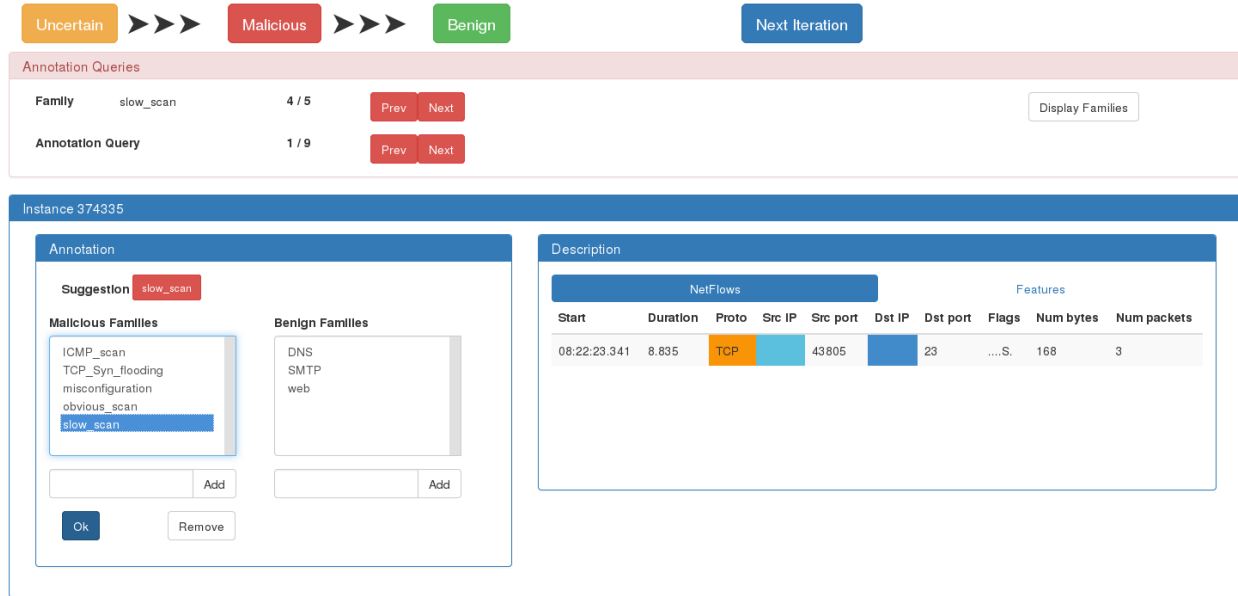 Uncertain Malicious Benign Next Iteration
Annotation Queries
Family slow_scan 4 / 5 Prev Next Display Families
Annotation Query 1 / 9 Prev Next
Instance 374335
Annotation
Suggestion slow_scan
Malicious Families Benign Families
ICMP_scan DNS
TCP_Syn_flooding SMTP
misconfiguration web
obvious_scan
slow_scan
Add Add
Ok Remove
Description
NetFlows Features
Start Duration Proto Src IP Src port Dst IP Dst port Flags Num bytes Num packets
08:22:23.341 8.835 TCP 43805 23 ....S. 168 3